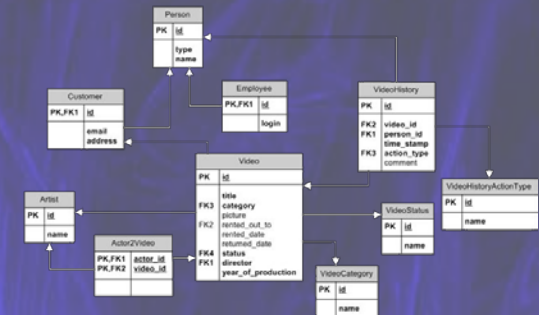 Person
PK id
type
name
Customer
PK,FK1 id
email
address
Employee
PK,FK1 id
login
VideoHistory
PK id
FK2 video_id
FK1 person_id
time_stamp
FK3 action_type
comment
Video
PK id
title
FK3 category
picture
FK2 rented_out_to
rented_date
returned_date
FK4 status
FK1 director
year_of_production
VideoHistoryActionType
PK id
name
Artist
PK id
name
VideoStatus
PK id
name
Actor2Video
PK,FK1 actor_id
PK,FK2 video_id
VideoCategory
PK id
name